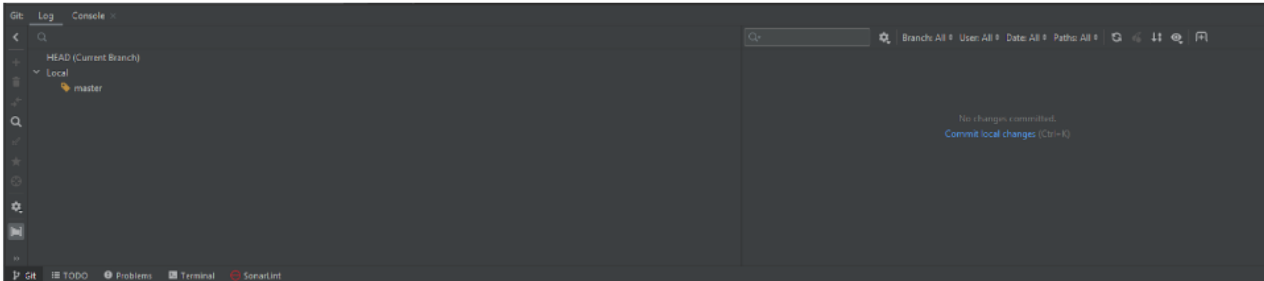 Git: Log Console ×
Branch: All User: All Date: All Paths: All
HEAD (Current Branch)
Local
master
No changes committed.
Commit local changes (Ctrl+K)
Git TODO Problems Terminal SonarLint